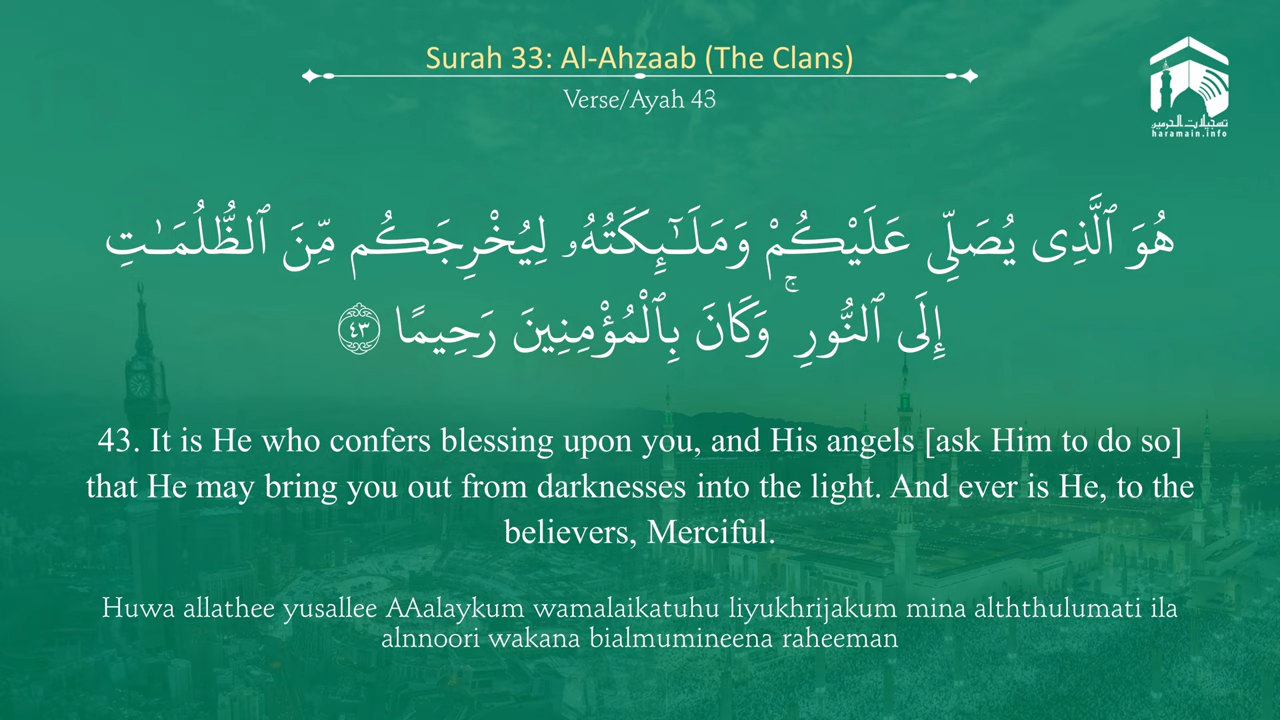 Surah 33: Al-Ahzaab (The Clans)
Verse/Ayah 43
تسجيلات الحرمين
haramain.info
هُوَ ٱلَّذِى يُصَلِّى عَلَيْكُمْ وَمَلَـٰٓئِكَتُهُۥ لِيُخْرِجَكُم مِّنَ ٱلظُّلُمَـٰتِ
إِلَى ٱلنُّورِ ۚ وَكَانَ بِٱلْمُؤْمِنِينَ رَحِيمًا ٤٣
43. It is He who confers blessing upon you, and His angels [ask Him to do so]
that He may bring you out from darknesses into the light. And ever is He, to the
believers, Merciful.
Huwa allathee yusallee AAalaykum wamalaikatuhu liyukhrijakum mina alththulumati ila
alnnoori wakana bialmumineena raheeman